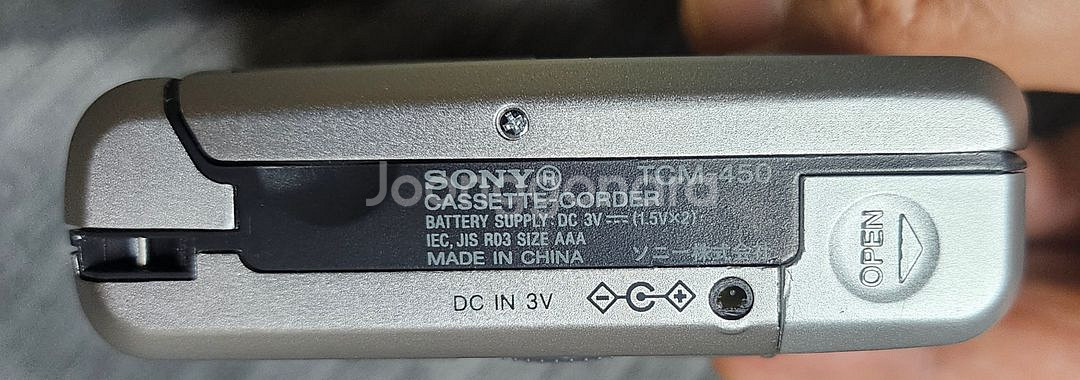 SONY® TCM-450
CASSETTE-CORDER
BATTERY SUPPLY: DC 3V ⎓ (1.5V×2)
IEC, JIS R03 SIZE AAA
MADE IN CHINA ソニー株式会社
DC IN 3V
OPEN